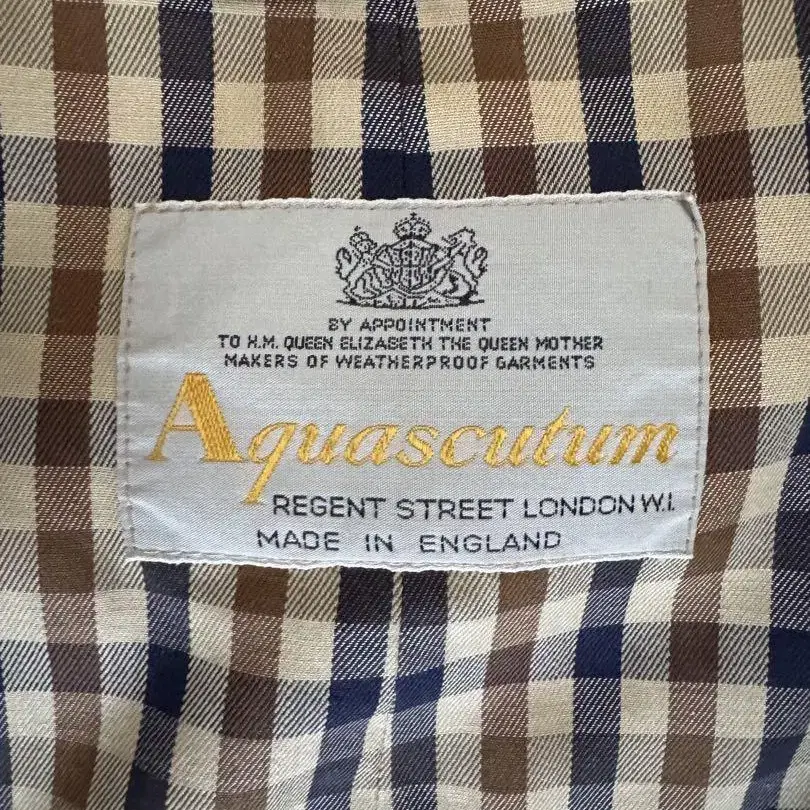 BY APPOINTMENT
TO H.M. QUEEN ELIZABETH THE QUEEN MOTHER
MAKERS OF WEATHERPROOF GARMENTS
Aquascutum
REGENT STREET LONDON W.I.
MADE IN ENGLAND